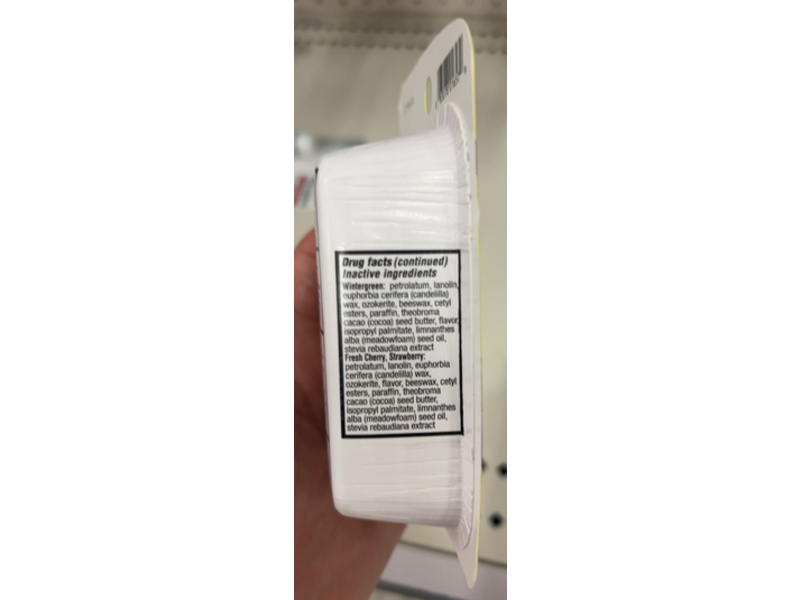 Drug facts (continued)
Inactive ingredients
Wintergreen: petrolatum, lanolin,
euphorbia cerifera (candelilla)
wax, ozokerite, beeswax, cetyl
esters, paraffin, theobroma
cacao (cocoa) seed butter, flavor,
isopropyl palmitate, limnanthes
alba (meadowfoam) seed oil,
stevia rebaudiana extract
Fresh Cherry, Strawberry:
petrolatum, lanolin, euphorbia
cerifera (candelilla) wax,
ozokerite, flavor, beeswax, cetyl
esters, paraffin, theobroma
cacao (cocoa) seed butter,
isopropyl palmitate, limnanthes
alba (meadowfoam) seed oil,
stevia rebaudiana extract